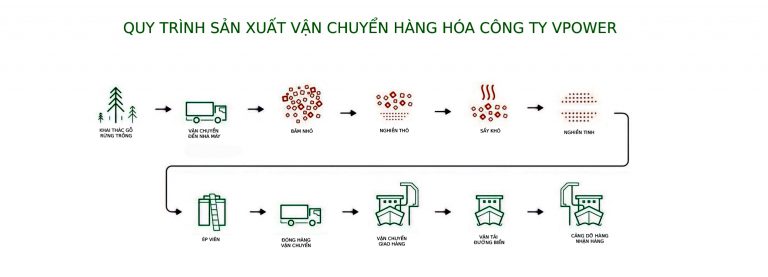 QUY TRÌNH SẢN XUẤT VẬN CHUYỂN HÀNG HÓA CÔNG TY VPOWER
KHAI THÁC GỖ
RỪNG TRỒNG
VẬN CHUYỂN
ĐẾN NHÀ MÁY
BĂM NHỎ
NGHIỀN THÔ
SẤY KHÔ
NGHIỀN TINH
ÉP VIÊN
ĐÓNG HÀNG
VẬN CHUYỂN
VẬN CHUYỂN
GIAO HÀNG
VẬN TẢI
ĐƯỜNG BIỂN
CẢNG DỠ HÀNG
NHẬN HÀNG